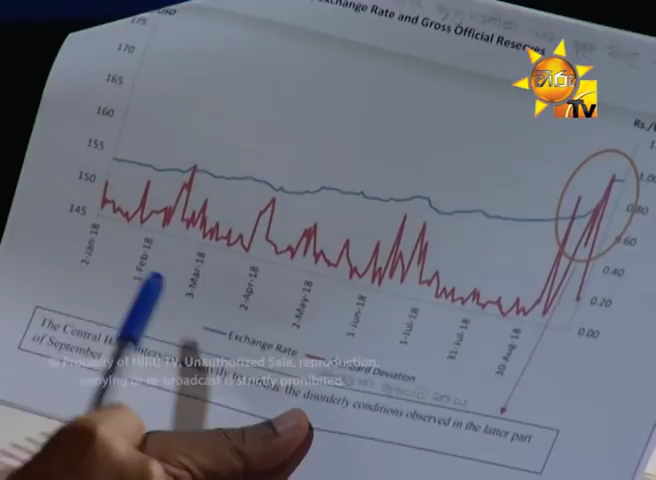 Exchange Rate and Gross Official Reserves
හිරු
TV
175
170
165
160
155
150
145
1.00
0.80
0.60
0.40
0.20
0.00
2-Jan-18
1-Feb-18
3-Mar-18
2-Apr-18
2-May-18
1-Jun-18
1-Jul-18
31-Jul-18
30-Aug-18
Exchange Rate
Standard Deviation
The Central
the disorderly conditions observed in the latter part
of September
© Property of HIRU TV. Unauthorized Sale, reproduction,
copying or re-broadcast is strictly prohibited.